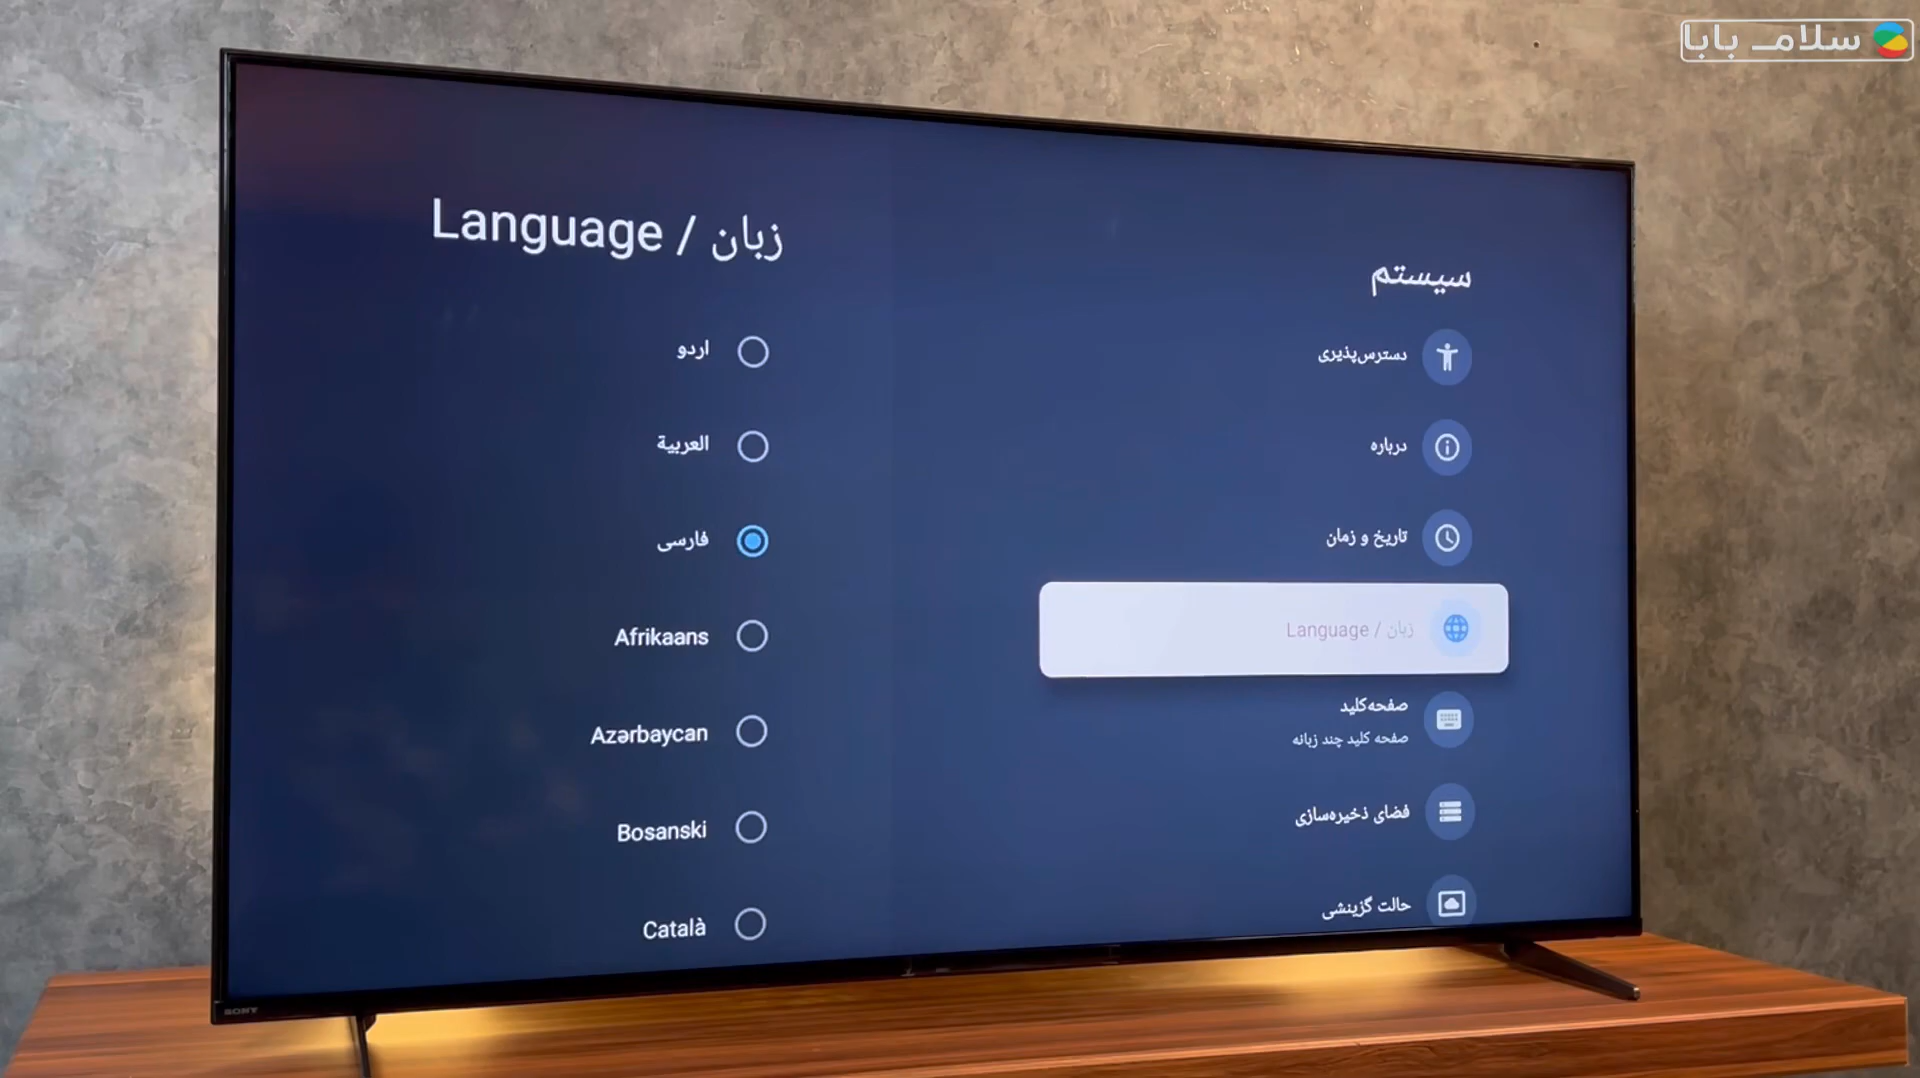 سلامـ بابا
سیستم
دسترس‌پذیری
درباره
تاریخ و زمان
زبان / Language
صفحه‌کلید
صفحه کلید چند زبانه
فضای ذخیره‌سازی
حالت گزینشی
زبان / Language
اردو
العربية
فارسی
Afrikaans
Azərbaycan
Bosanski
Català
SONY